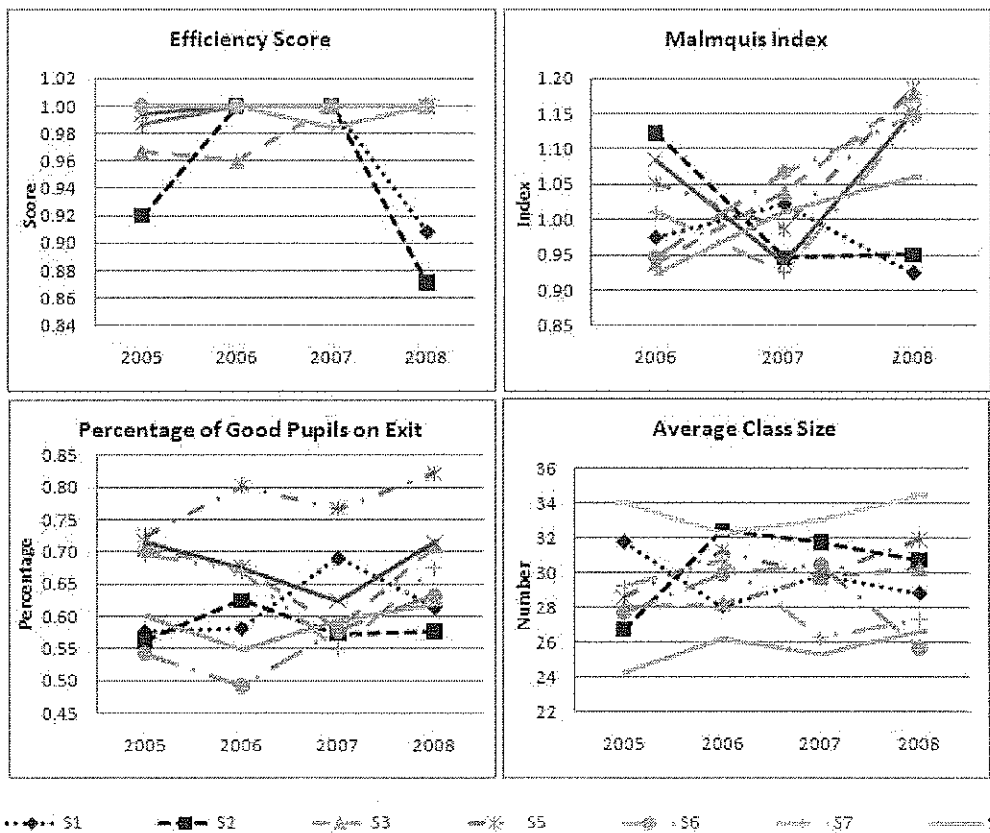 Efficiency Score
1.02
1.00
0.98
0.96
0.94
0.92
0.90
0.88
0.86
0.84
Score
2005 2006 2007 2008
Malmquis Index
1.20
1.15
1.10
1.05
1.00
0.95
0.90
0.85
Index
2006 2007 2008
Percentage of Good Pupils on Exit
0.85
0.80
0.75
0.70
0.65
0.60
0.55
0.50
0.45
Percentage
2005 2006 2007 2008
Average Class Size
36
34
32
30
28
26
24
22
Number
2005 2006 2007 2008
S1 S2 S3 S5 S6 S7